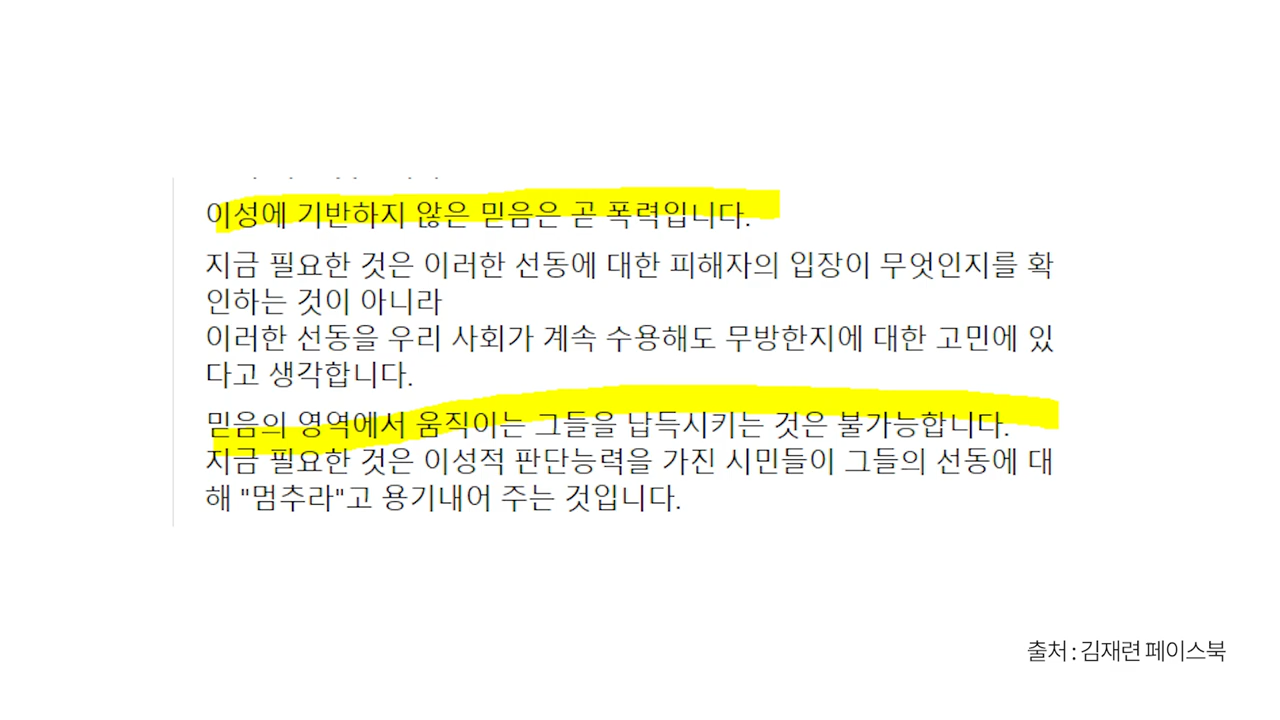 이성에 기반하지 않은 믿음은 곧 폭력입니다.
지금 필요한 것은 이러한 선동에 대한 피해자의 입장이 무엇인지를 확
인하는 것이 아니라
이러한 선동을 우리 사회가 계속 수용해도 무방한지에 대한 고민에 있
다고 생각합니다.
믿음의 영역에서 움직이는 그들을 납득시키는 것은 불가능합니다.
지금 필요한 것은 이성적 판단능력을 가진 시민들이 그들의 선동에 대
해 "멈추라"고 용기내어 주는 것입니다.
출처 : 김재련 페이스북